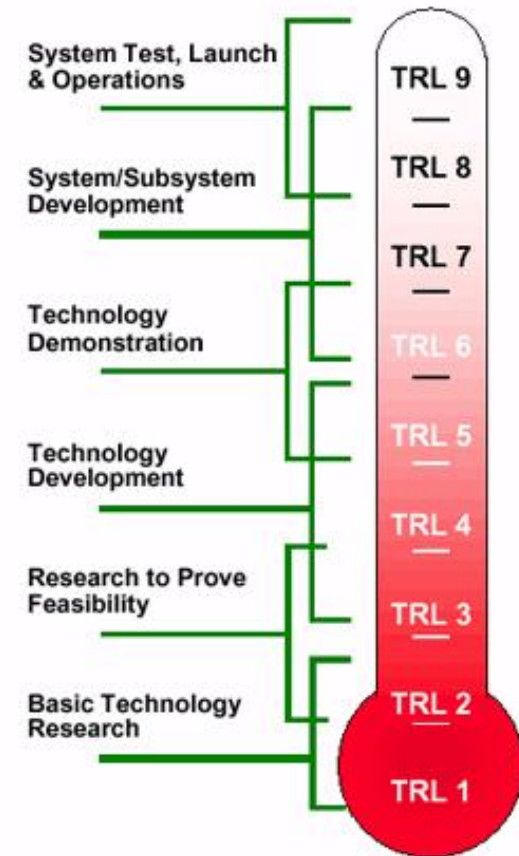 System Test, Launch
& Operations
System/Subsystem
Development
Technology
Demonstration
Technology
Development
Research to Prove
Feasibility
Basic Technology
Research
TRL 9
TRL 8
TRL 7
TRL 6
TRL 5
TRL 4
TRL 3
TRL 2
TRL 1